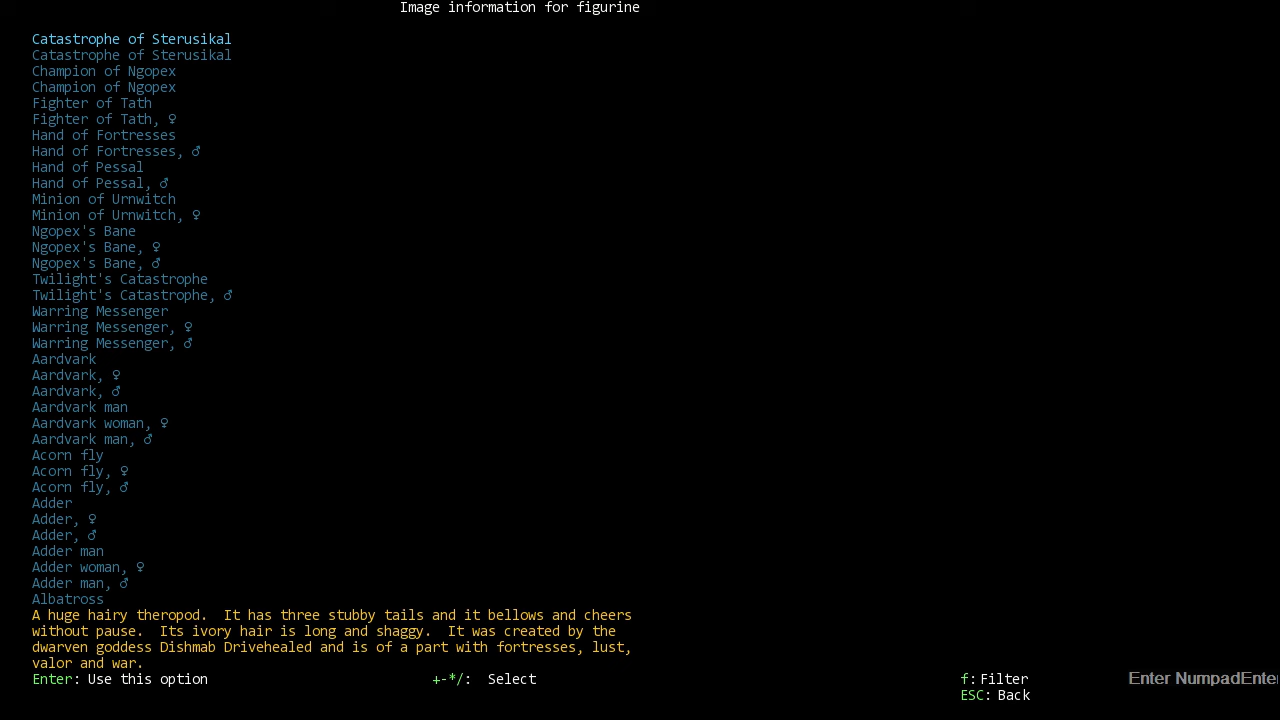 Image information for figurine
Catastrophe of Sterusikal
Catastrophe of Sterusikal
Champion of Ngopex
Champion of Ngopex
Fighter of Tath
Fighter of Tath, ♀
Hand of Fortresses
Hand of Fortresses, ♂
Hand of Pessal
Hand of Pessal, ♂
Minion of Urnwitch
Minion of Urnwitch, ♀
Ngopex's Bane
Ngopex's Bane, ♀
Ngopex's Bane, ♂
Twilight's Catastrophe
Twilight's Catastrophe, ♂
Warring Messenger
Warring Messenger, ♀
Warring Messenger, ♂
Aardvark
Aardvark, ♀
Aardvark, ♂
Aardvark man
Aardvark woman, ♀
Aardvark man, ♂
Acorn fly
Acorn fly, ♀
Acorn fly, ♂
Adder
Adder, ♀
Adder, ♂
Adder man
Adder woman, ♀
Adder man, ♂
Albatross
A huge hairy theropod.  It has three stubby tails and it bellows and cheers
without pause.  Its ivory hair is long and shaggy.  It was created by the
dwarven goddess Dishmab Drivehealed and is of a part with fortresses, lust,
valor and war.
Enter: Use this option +-*/: Select f: Filter Enter NumpadEnte
ESC: Back